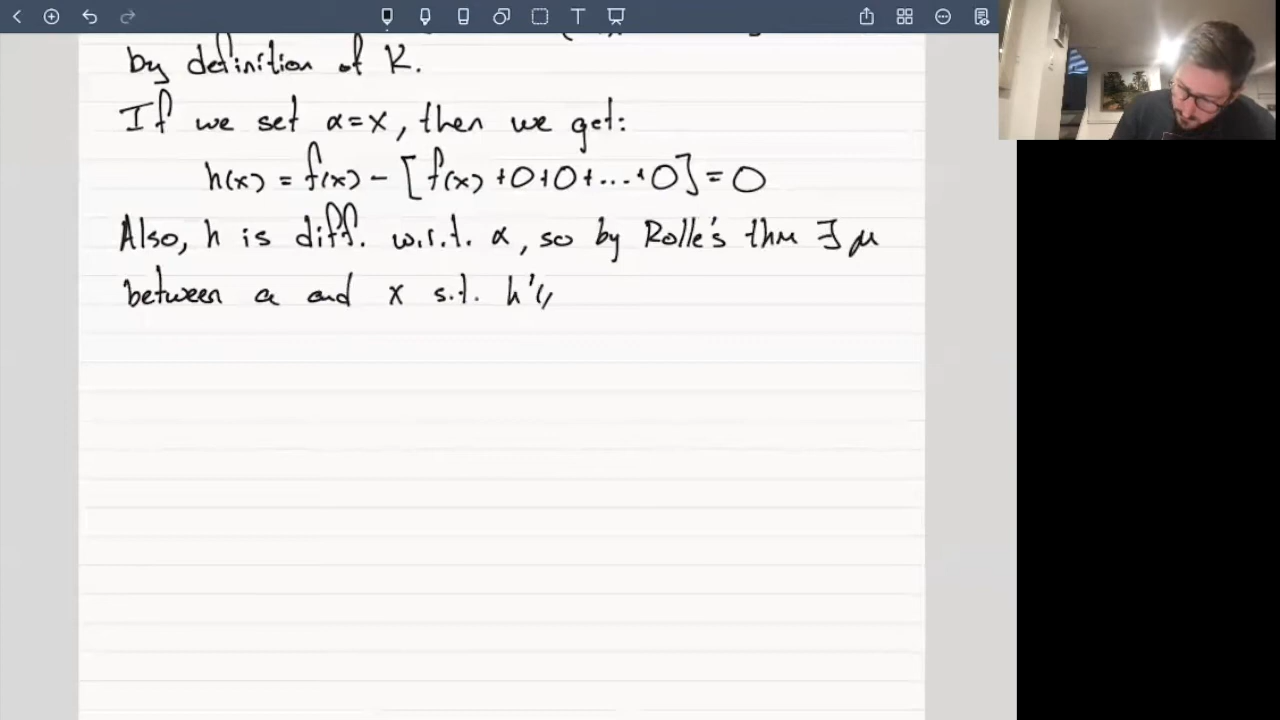 by definition of K.
If we set α=x, then we get:
h(x) = f(x) - [f(x) +0+0+...+0] = 0
Also, h is diff. w.r.t. α, so by Rolle's thm ∃ μ
between a and x s.t. h'(
T